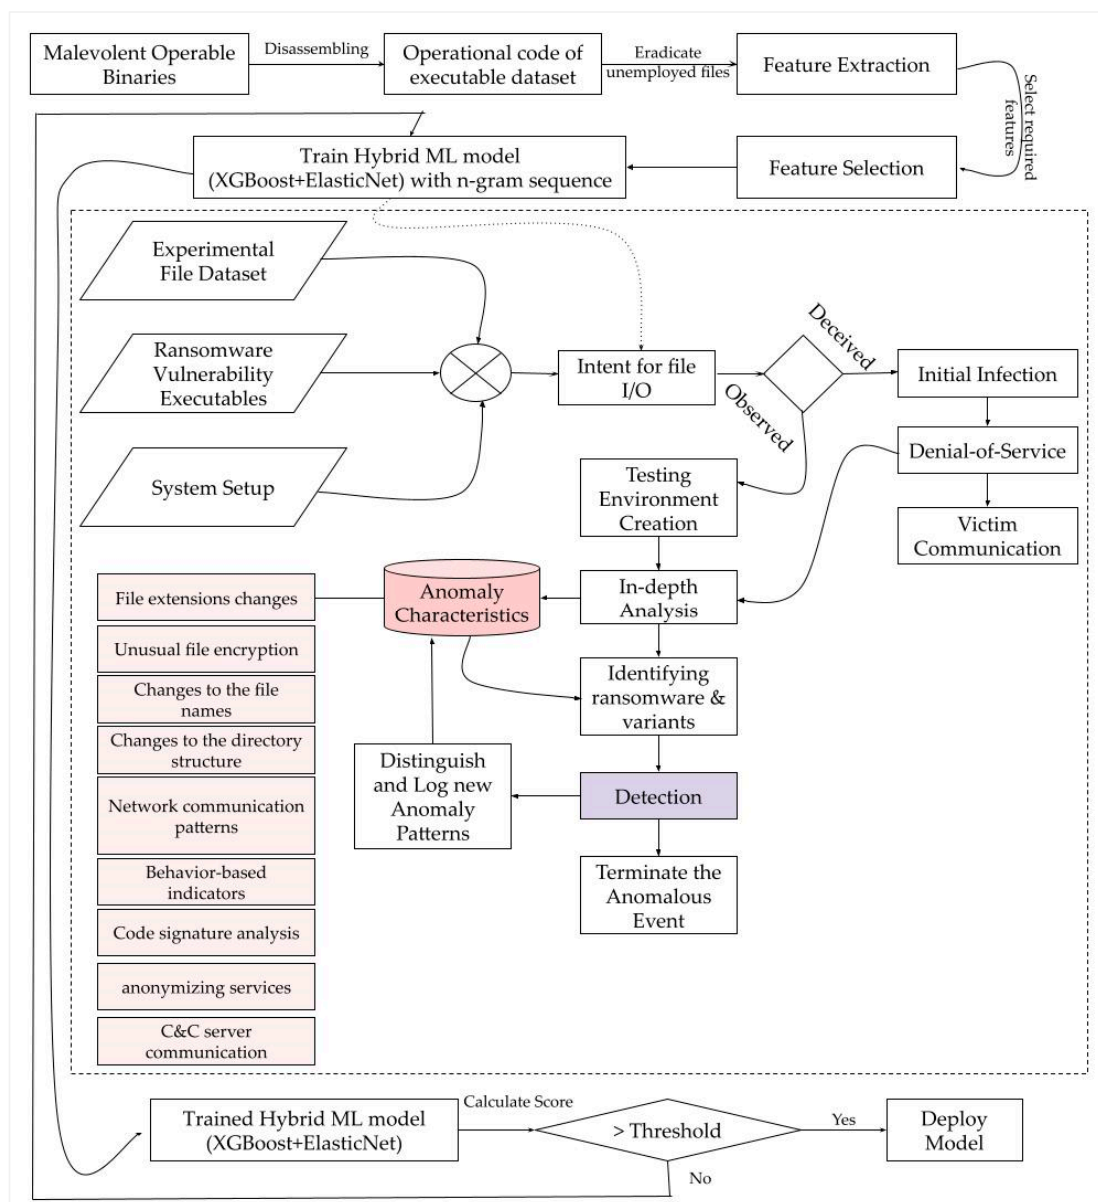 Malevolent Operable
Binaries
Disassembling
Operational code of
executable dataset
Eradicate
unemployed files
Feature Extraction
Select required
features
Train Hybrid ML model
(XGBoost+ElasticNet) with n-gram sequence
Feature Selection
Experimental
File Dataset
Ransomware
Vulnerability
Executables
System Setup
Intent for file
I/O
Deceived
Observed
Initial Infection
Denial-of-Service
Victim
Communication
Testing
Environment
Creation
In-depth
Analysis
Anomaly
Characteristics
Identifying
ransomware &
variants
Distinguish
and Log new
Anomaly
Patterns
Detection
Terminate the
Anomalous
Event
File extensions changes
Unusual file encryption
Changes to the file
names
Changes to the directory
structure
Network communication
patterns
Behavior-based
indicators
Code signature analysis
anonymizing services
C&C server
communication
Trained Hybrid ML model
(XGBoost+ElasticNet)
Calculate Score
> Threshold
Yes
No
Deploy
Model